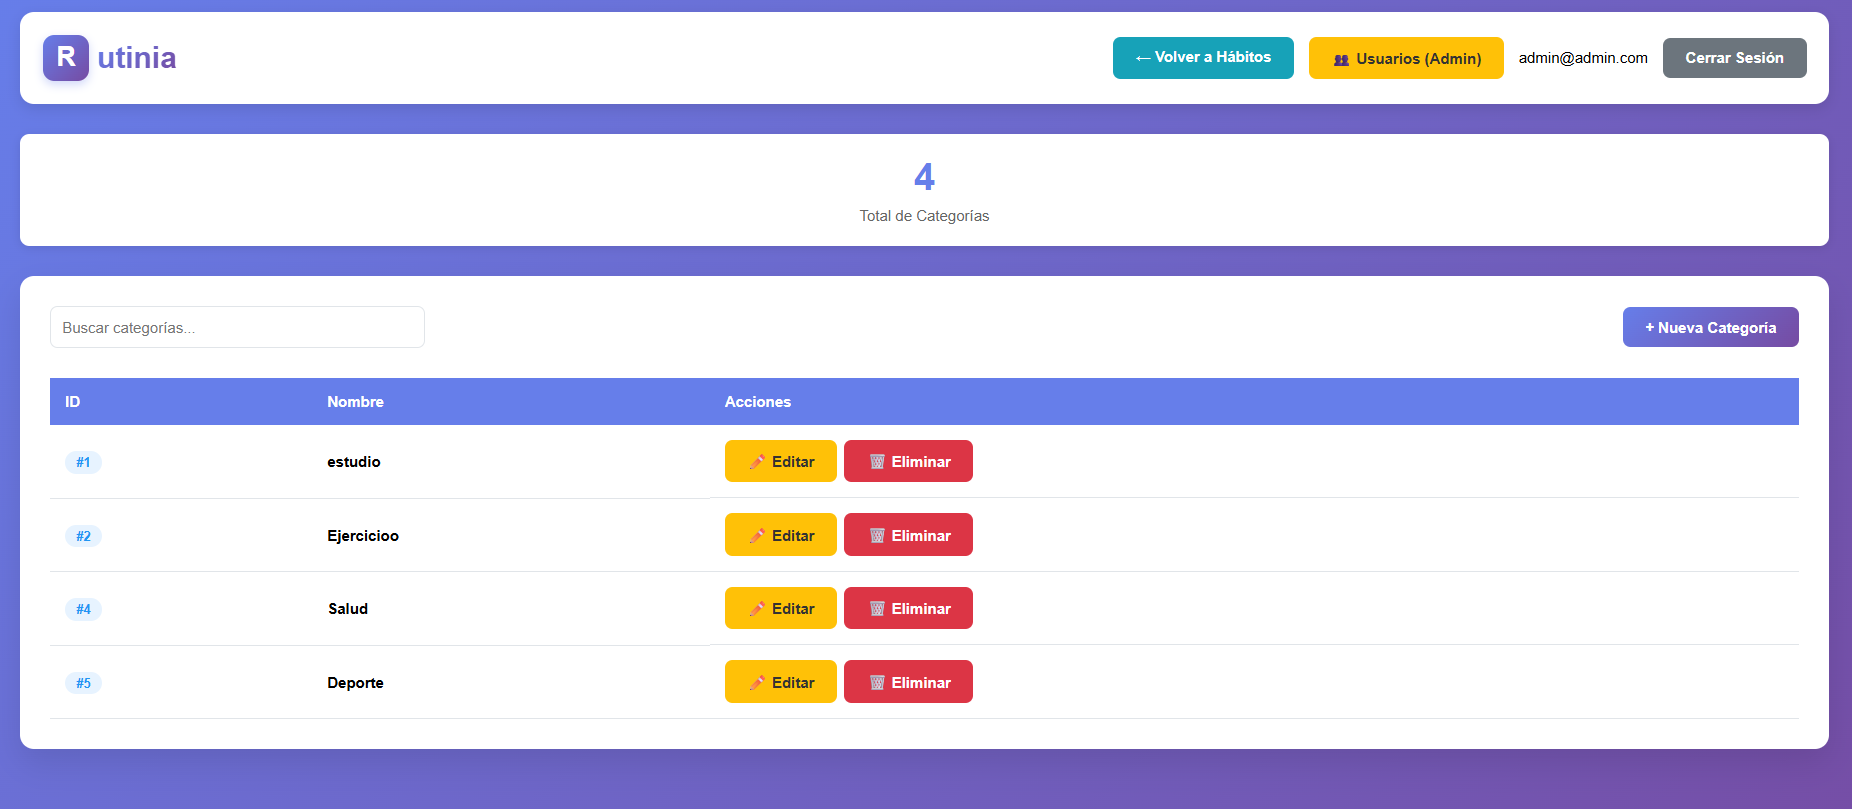 R utinia
← Volver a Hábitos
Usuarios (Admin)
admin@admin.com
Cerrar Sesión
4
Total de Categorías
Buscar categorías...
+ Nueva Categoría
ID Nombre Acciones
#1 estudio Editar Eliminar
#2 Ejercicioo Editar Eliminar
#4 Salud Editar Eliminar
#5 Deporte Editar Eliminar